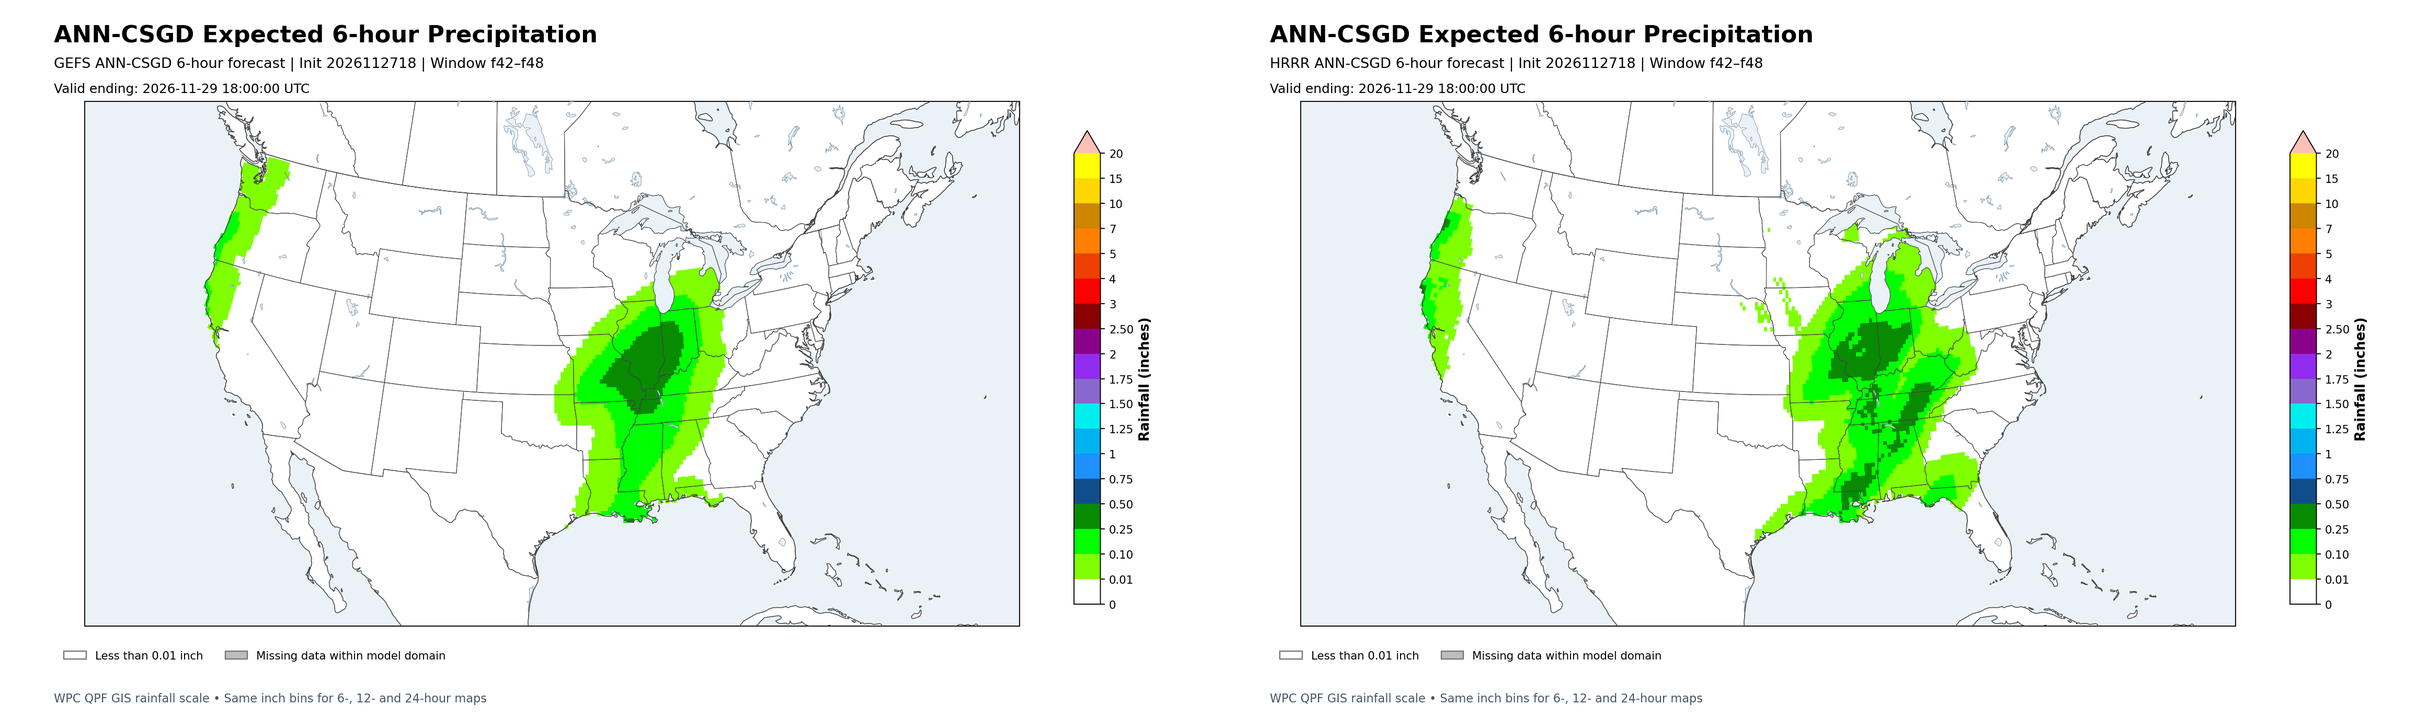 ANN-CSGD Expected 6-hour Precipitation
GEFS ANN-CSGD 6-hour forecast | Init 2026112718 | Window f42–f48
Valid ending: 2026-11-29 18:00:00 UTC
20
15
10
7
5
4
3
2.50
2
1.75
1.50
1.25
1
0.75
0.50
0.25
0.10
0.01
0
Rainfall (inches)
Less than 0.01 inch
Missing data within model domain
WPC QPF GIS rainfall scale • Same inch bins for 6-, 12- and 24-hour maps
ANN-CSGD Expected 6-hour Precipitation
HRRR ANN-CSGD 6-hour forecast | Init 2026112718 | Window f42–f48
Valid ending: 2026-11-29 18:00:00 UTC
20
15
10
7
5
4
3
2.50
2
1.75
1.50
1.25
1
0.75
0.50
0.25
0.10
0.01
0
Rainfall (inches)
Less than 0.01 inch
Missing data within model domain
WPC QPF GIS rainfall scale • Same inch bins for 6-, 12- and 24-hour maps